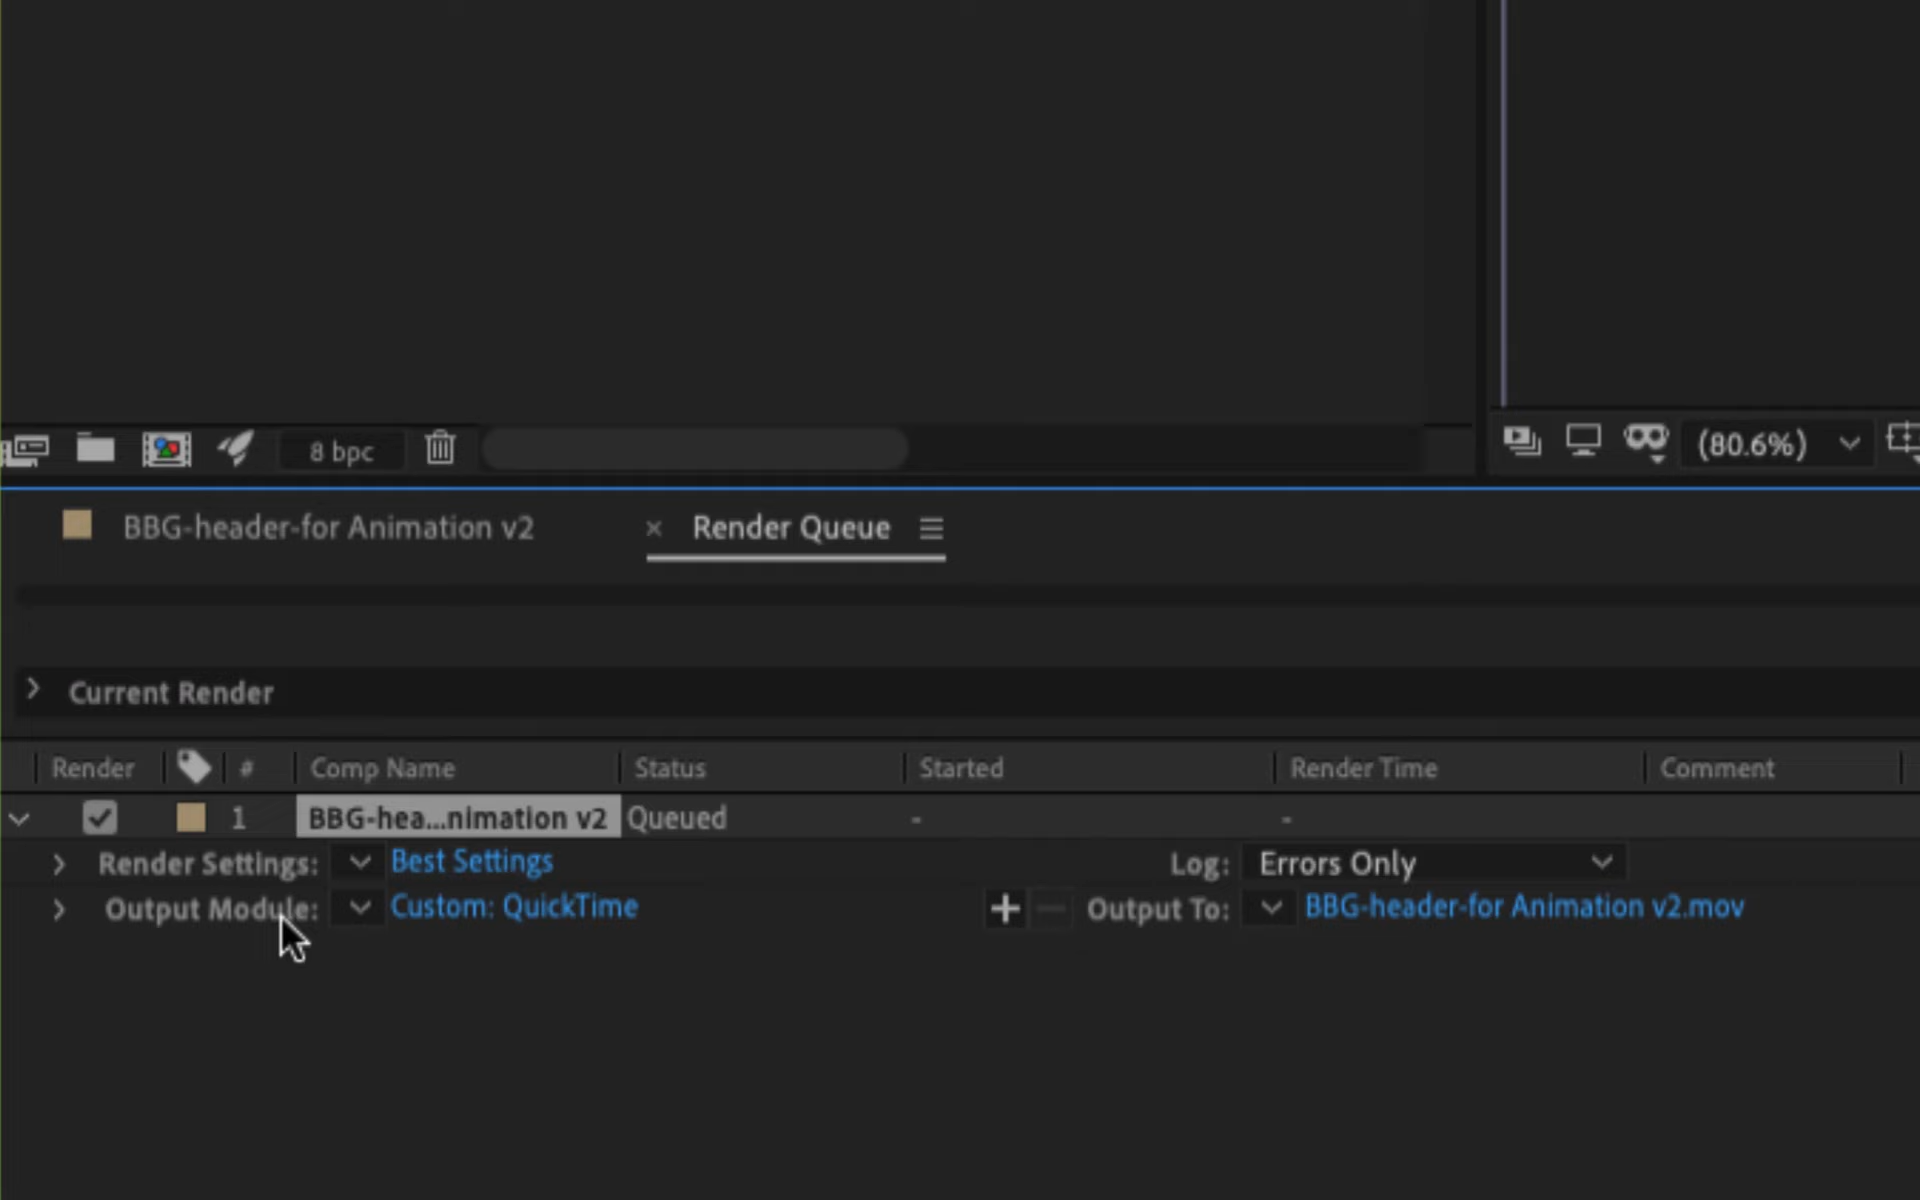 8 bpc
(80.6%)
BBG-header-for Animation v2
× Render Queue
Current Render
Render # Comp Name Status Started Render Time Comment
1 BBG-hea...nimation v2 Queued - -
Render Settings: Best Settings Log: Errors Only
Output Module: Custom: QuickTime + — Output To: BBG-header-for Animation v2.mov